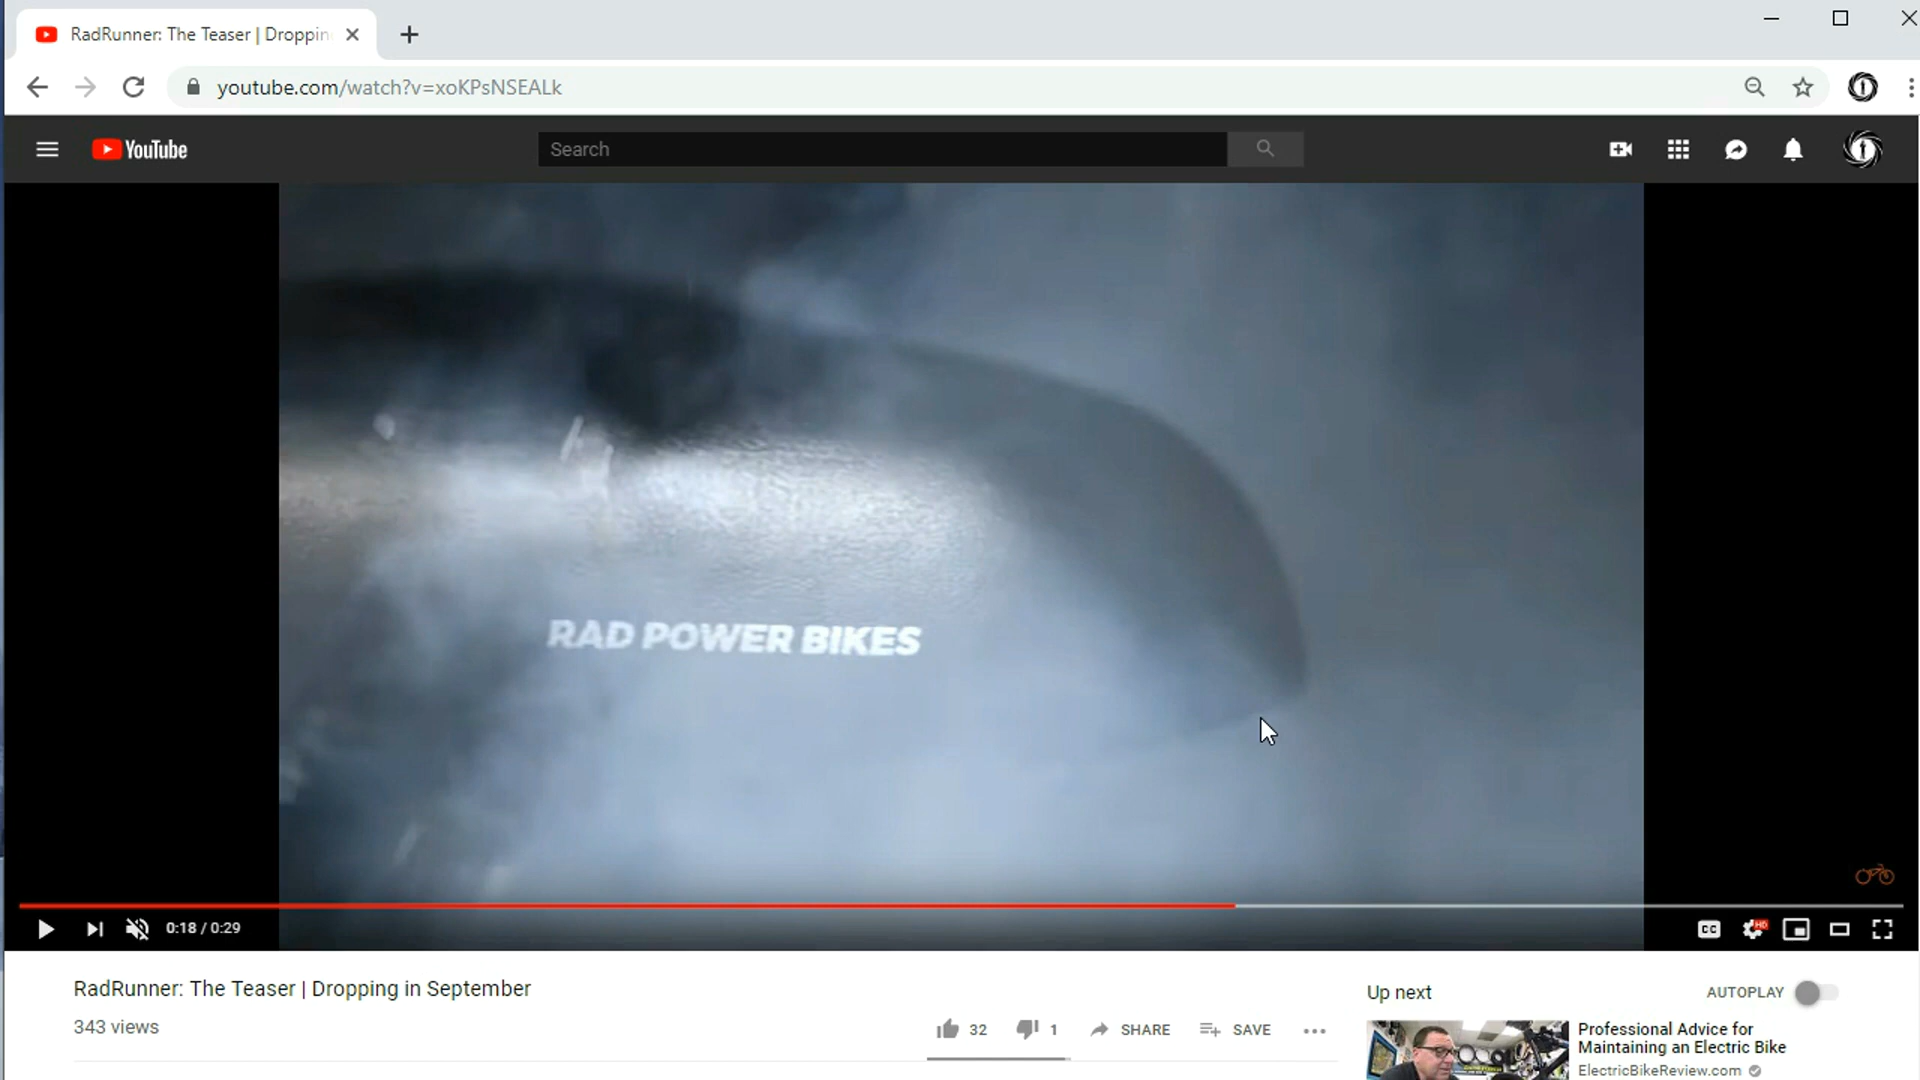 RadRunner: The Teaser | Droppin
youtube.com/watch?v=xoKPsNSEALk
YouTube
Search
RAD POWER BIKES
0:18 / 0:29
CC
HD
RadRunner: The Teaser | Dropping in September
343 views
32
1
SHARE
SAVE
Up next
AUTOPLAY
Professional Advice for
Maintaining an Electric Bike
ElectricBikeReview.com